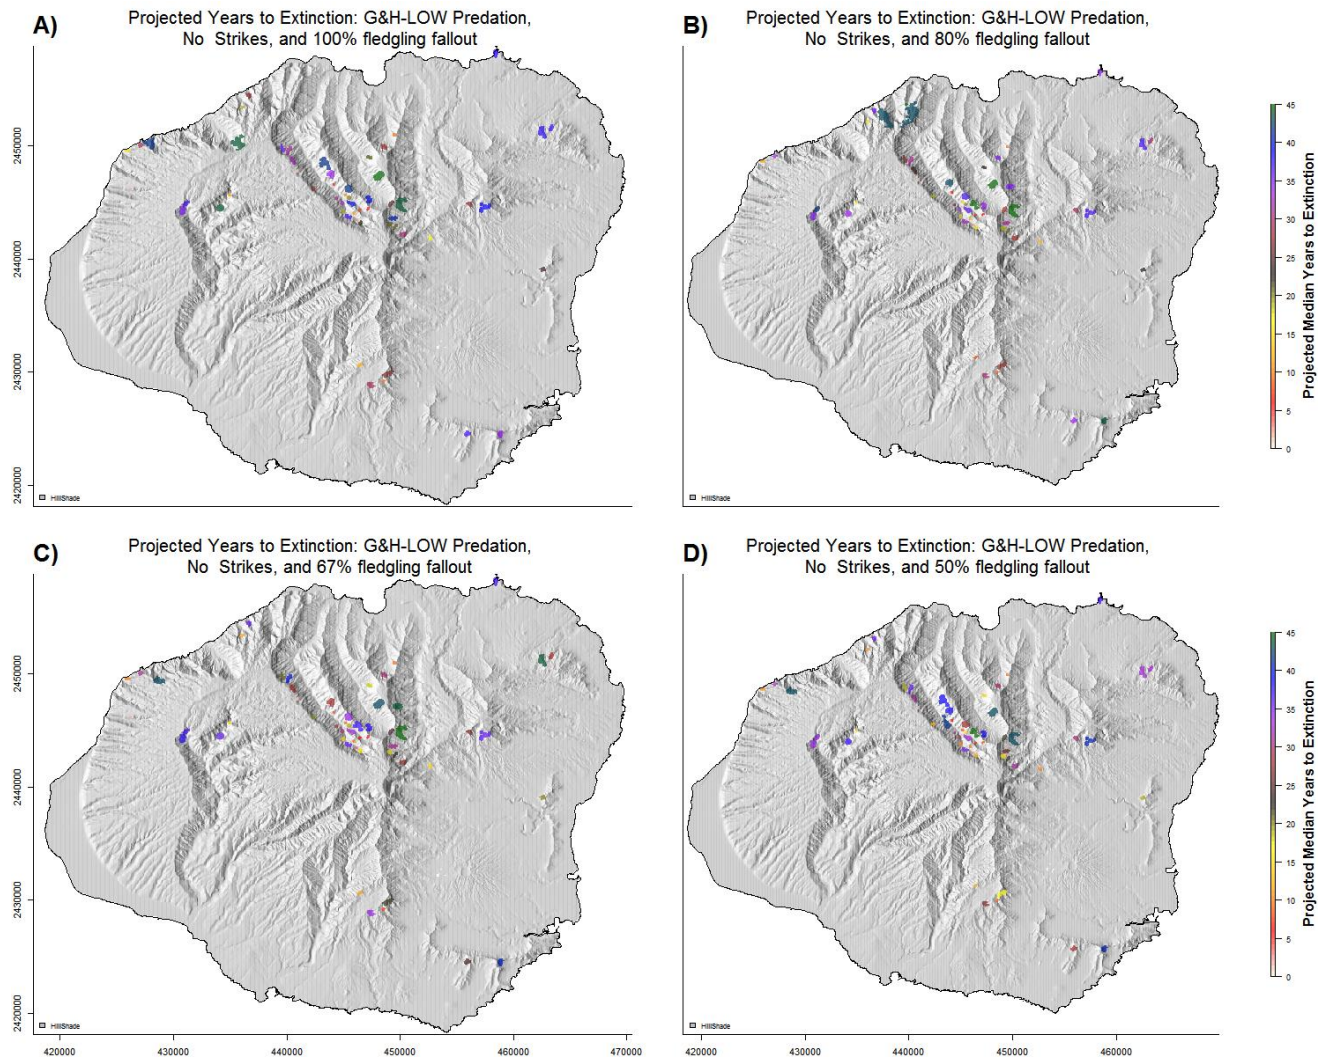 A)
Projected Years to Extinction: G&H-LOW Predation,
No Strikes, and 100% fledgling fallout
2450000
2440000
2430000
2420000
HillShade
B)
Projected Years to Extinction: G&H-LOW Predation,
No Strikes, and 80% fledgling fallout
HillShade
45
40
35
30
25
20
15
10
5
0
Projected Median Years to Extinction
C)
Projected Years to Extinction: G&H-LOW Predation,
No Strikes, and 67% fledgling fallout
2450000
2440000
2430000
2420000
HillShade
420000 430000 440000 450000 460000 470000
D)
Projected Years to Extinction: G&H-LOW Predation,
No Strikes, and 50% fledgling fallout
HillShade
420000 430000 440000 450000 460000
45
40
35
30
25
20
15
10
5
0
Projected Median Years to Extinction